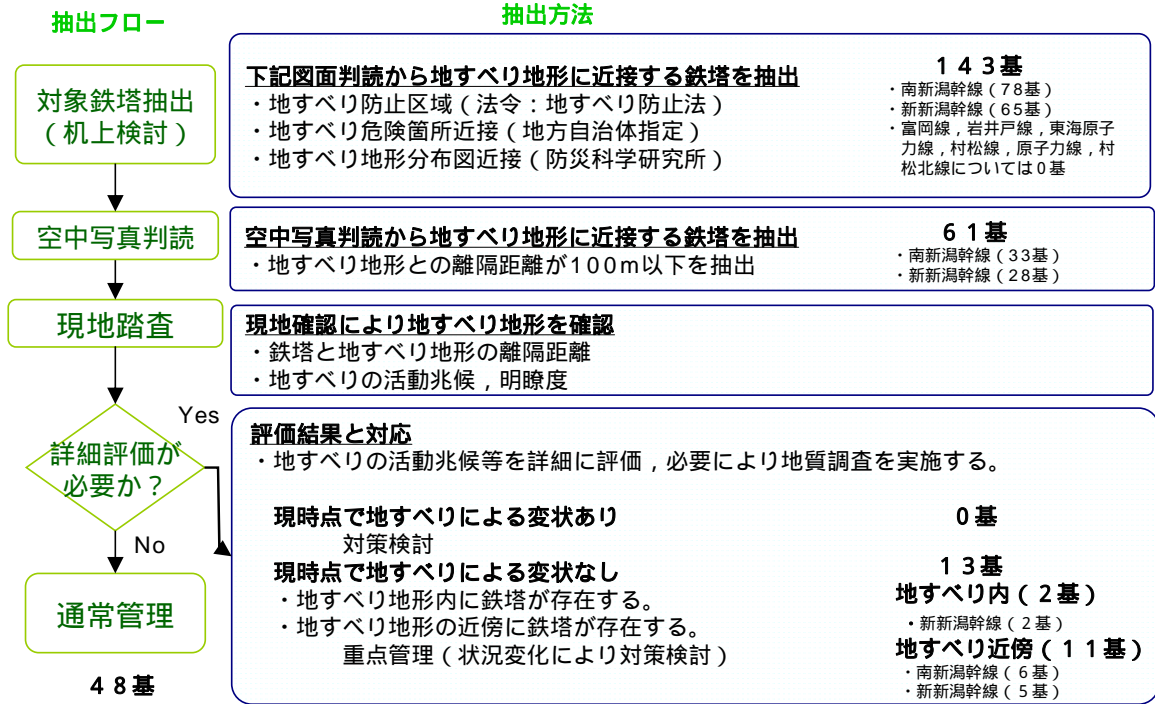 抽出フロー
抽出方法
対象鉄塔抽出
（机上検討）
下記図面判読から地すべり地形に近接する鉄塔を抽出
・地すべり防止区域（法令：地すべり防止法）
・地すべり危険箇所近接（地方自治体指定）
・地すべり地形分布図近接（防災科学研究所）
１４３基
・南新潟幹線（78基）
・新新潟幹線（65基）
・富岡線，岩井戸線，東海原子
力線，村松線，原子力線，村
松北線については０基
空中写真判読
空中写真判読から地すべり地形に近接する鉄塔を抽出
・地すべり地形との離隔距離が100m以下を抽出
６１基
・南新潟幹線（33基）
・新新潟幹線（28基）
現地踏査
現地確認により地すべり地形を確認
・鉄塔と地すべり地形の離隔距離
・地すべりの活動兆候，明瞭度
詳細評価が
必要か？
Yes
No
評価結果と対応
・地すべりの活動兆候等を詳細に評価，必要により地質調査を実施する。
現時点で地すべりによる変状あり
０基
対策検討
現時点で地すべりによる変状なし
１３基
・地すべり地形内に鉄塔が存在する。
・地すべり地形の近傍に鉄塔が存在する。
重点管理（状況変化により対策検討）
地すべり内（２基）
・新新潟幹線（２基）
地すべり近傍（１１基）
・南新潟幹線（６基）
・新新潟幹線（５基）
通常管理
４８基